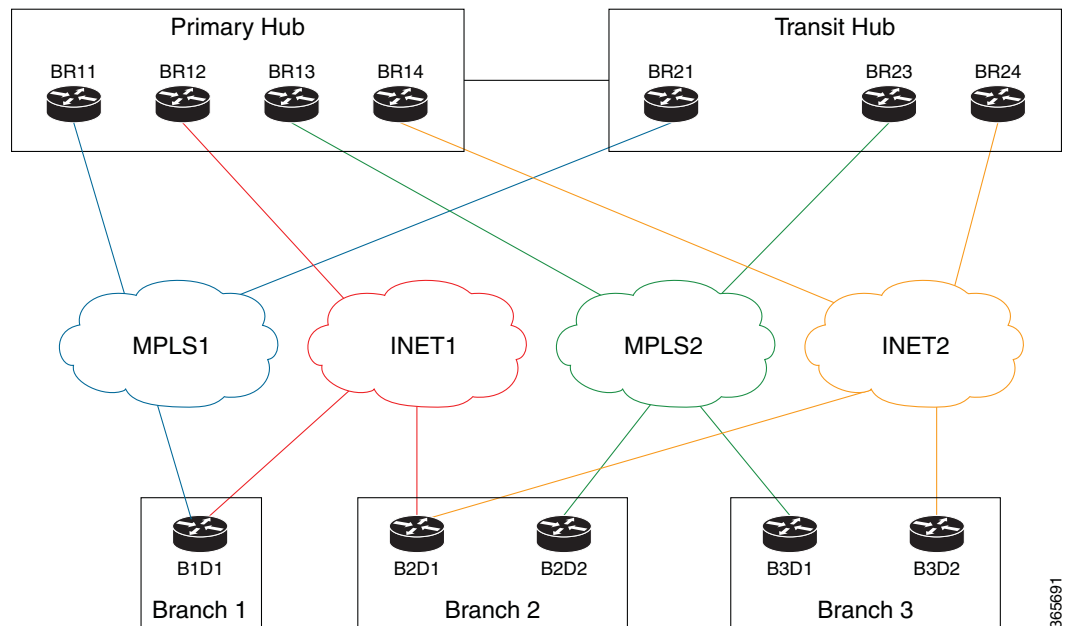 Primary Hub
Transit Hub
BR11 BR12 BR13 BR14
BR21 BR23 BR24
MPLS1
INET1
MPLS2
INET2
B1D1
B2D1
B2D2
B3D1
B3D2
Branch 1
Branch 2
Branch 3
365691